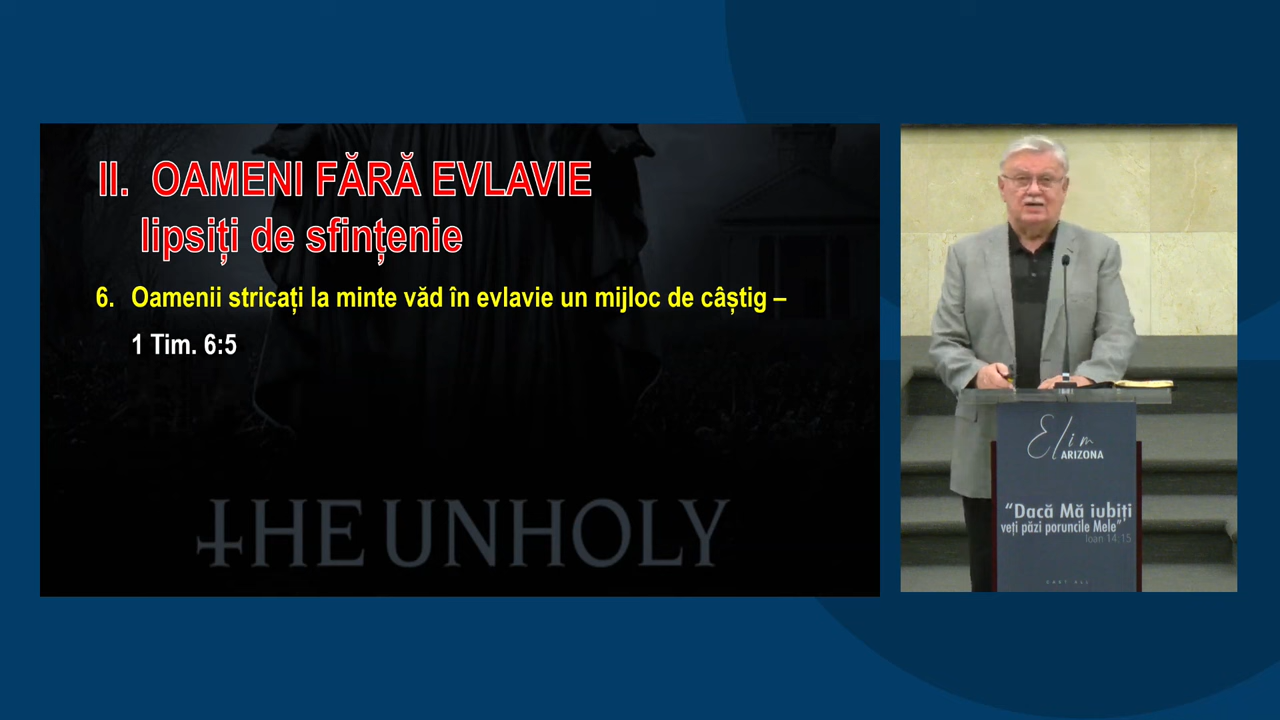 II. OAMENI FĂRĂ EVLAVIE
lipsiți de sfințenie
6. Oamenii stricați la minte văd în evlavie un mijloc de câștig –
1 Tim. 6:5
THE UNHOLY
Elim
ARIZONA
“Dacă Mă iubiți
veți păzi poruncile Mele”
Ioan 14:15